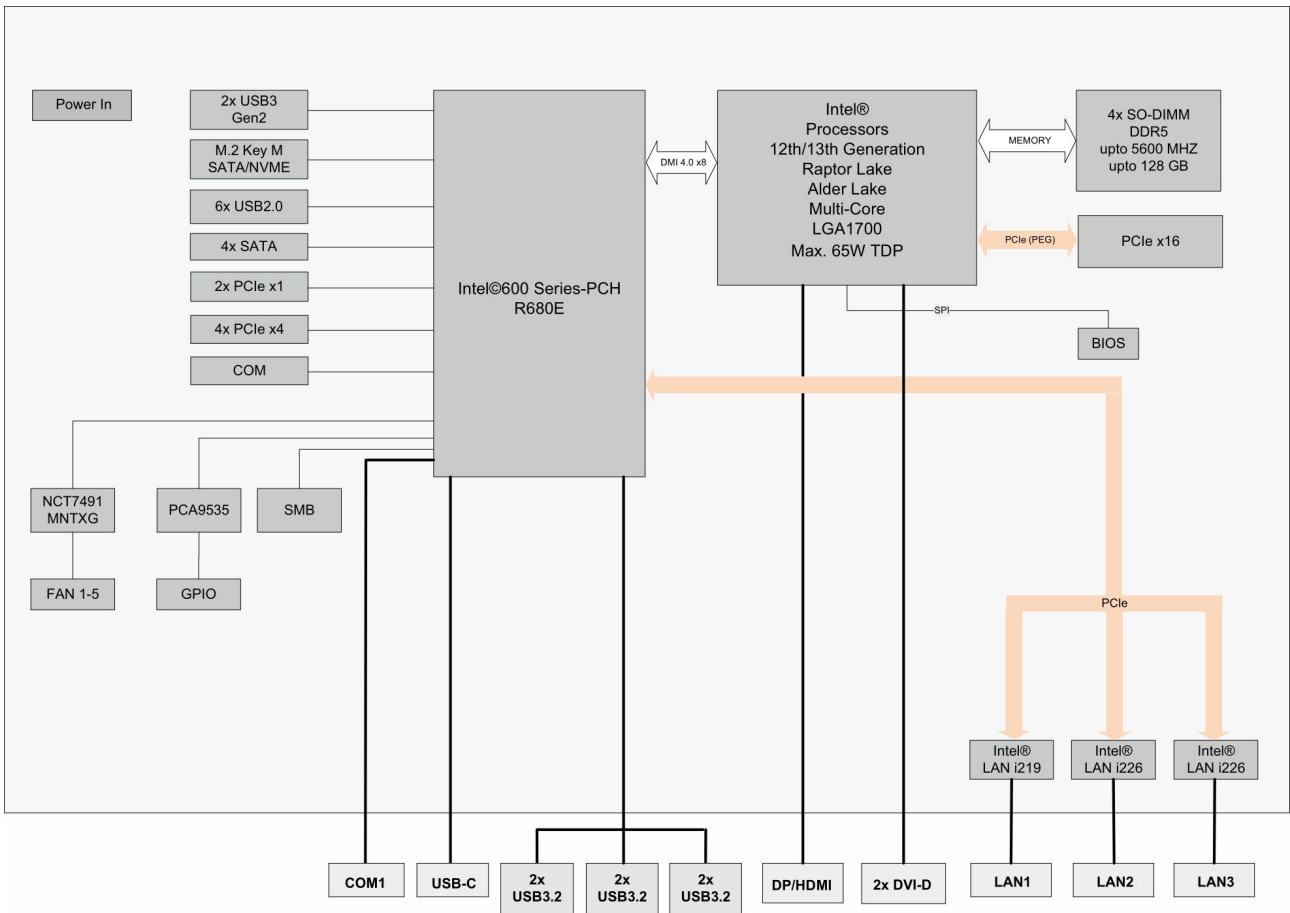 Power In
2x USB3
Gen2
M.2 Key M
SATA/NVME
6x USB2.0
4x SATA
2x PCIe x1
4x PCIe x4
COM
Intel©600 Series-PCH
R680E
DMI 4.0 x8
Intel®
Processors
12th/13th Generation
Raptor Lake
Alder Lake
Multi-Core
LGA1700
Max. 65W TDP
MEMORY
4x SO-DIMM
DDR5
upto 5600 MHZ
upto 128 GB
PCIe (PEG)
PCIe x16
SPI
BIOS
NCT7491
MNTXG
PCA9535
SMB
FAN 1-5
GPIO
PCIe
Intel®
LAN i219
Intel®
LAN i226
Intel®
LAN i226
COM1
USB-C
2x
USB3.2
2x
USB3.2
2x
USB3.2
DP/HDMI
2x DVI-D
LAN1
LAN2
LAN3